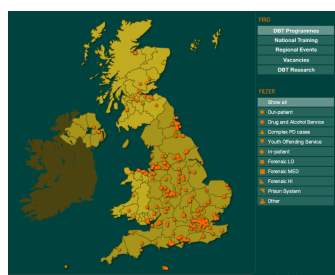 FIND
DBT Programmes
National Training
Regional Events
Vacancies
DBT Research
FILTER
Show all
Out-patient
Drug and Alcohol Service
Complex PD cases
Youth Offending Service
In-patient
Forensic LO
Forensic MED
Forensic HI
Prison System
Other